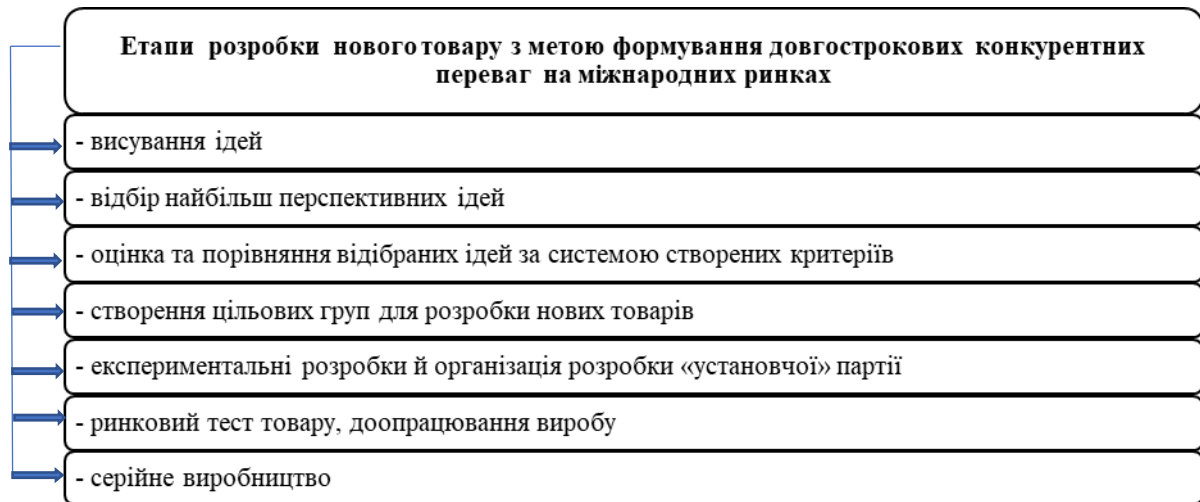 Етапи розробки нового товару з метою формування довгострокових конкурентних
переваг на міжнародних ринках
- висування ідей
- відбір найбільш перспективних ідей
- оцінка та порівняння відібраних ідей за системою створених критеріїв
- створення цільових груп для розробки нових товарів
- експериментальні розробки й організація розробки «установчої» партії
- ринковий тест товару, доопрацювання виробу
- серійне виробництво